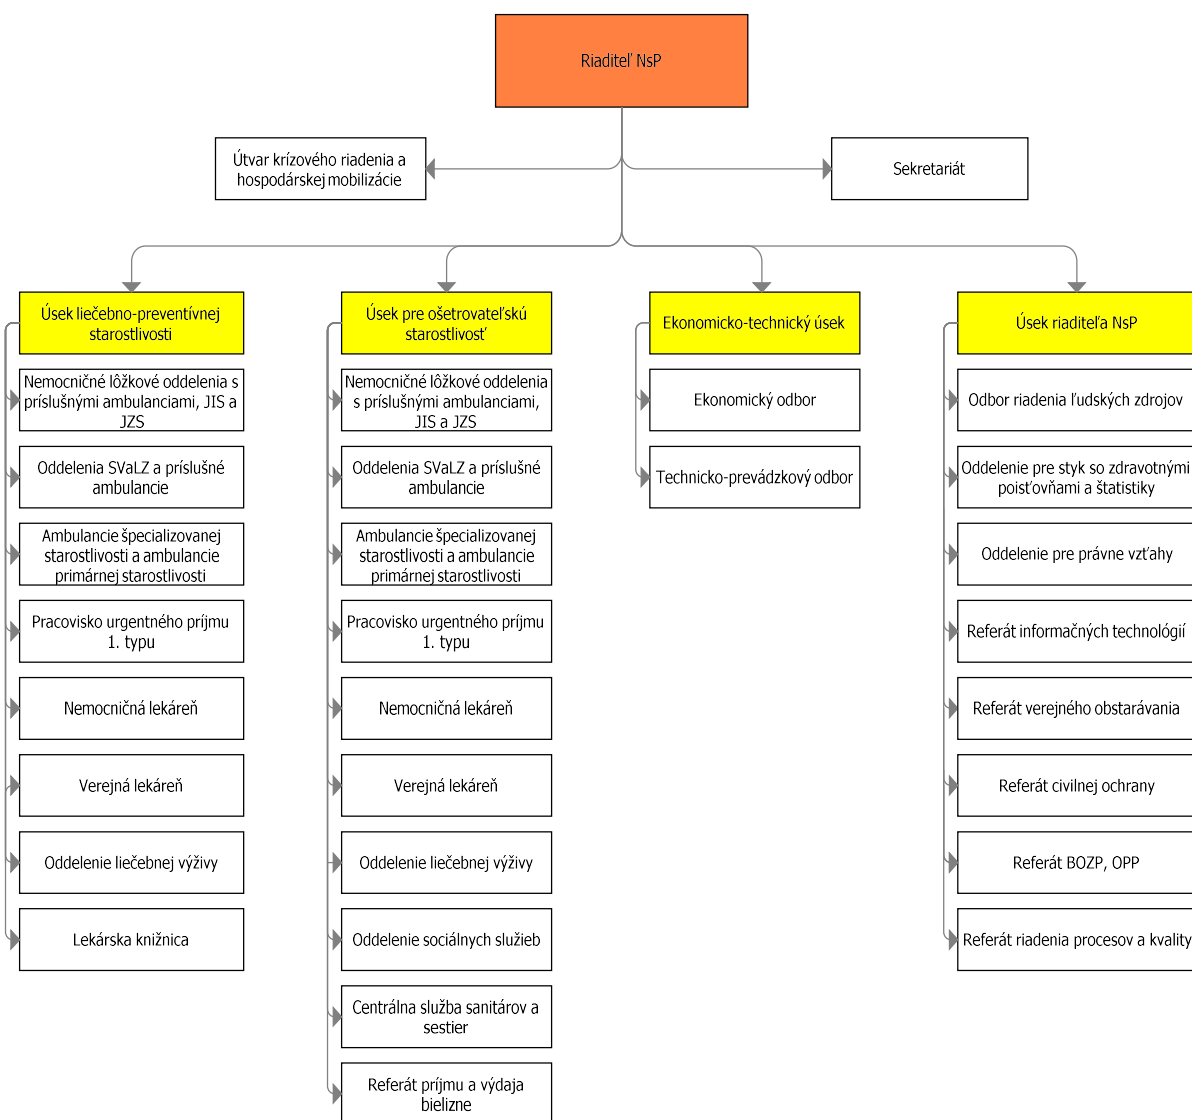 Riaditeľ NsP
Útvar krízového riadenia a
hospodárskej mobilizácie
Sekretariát
Úsek liečebno-preventívnej
starostlivosti
Nemocničné lôžkové oddelenia s
príslušnými ambulanciami, JIS a
JZS
Oddelenia SVaLZ a príslušné
ambulancie
Ambulancie špecializovanej
starostlivosti a ambulancie
primárnej starostlivosti
Pracovisko urgentného príjmu
1. typu
Nemocničná lekáreň
Verejná lekáreň
Oddelenie liečebnej výživy
Lekárska knižnica
Úsek pre ošetrovateľskú
starostlivosť
Nemocničné lôžkové oddelenia
s príslušnými ambulanciami,
JIS a JZS
Oddelenia SVaLZ a príslušné
ambulancie
Ambulancie špecializovanej
starostlivosti a ambulancie
primárnej starostlivosti
Pracovisko urgentného príjmu
1. typu
Nemocničná lekáreň
Verejná lekáreň
Oddelenie liečebnej výživy
Oddelenie sociálnych služieb
Centrálna služba sanitárov a
sestier
Referát príjmu a výdaja
bielizne
Ekonomicko-technický úsek
Ekonomický odbor
Technicko-prevádzkový odbor
Úsek riaditeľa NsP
Odbor riadenia ľudských zdrojov
Oddelenie pre styk so zdravotnými
poisťovňami a štatistiky
Oddelenie pre právne vzťahy
Referát informačných technológií
Referát verejného obstarávania
Referát civilnej ochrany
Referát BOZP, OPP
Referát riadenia procesov a kvality